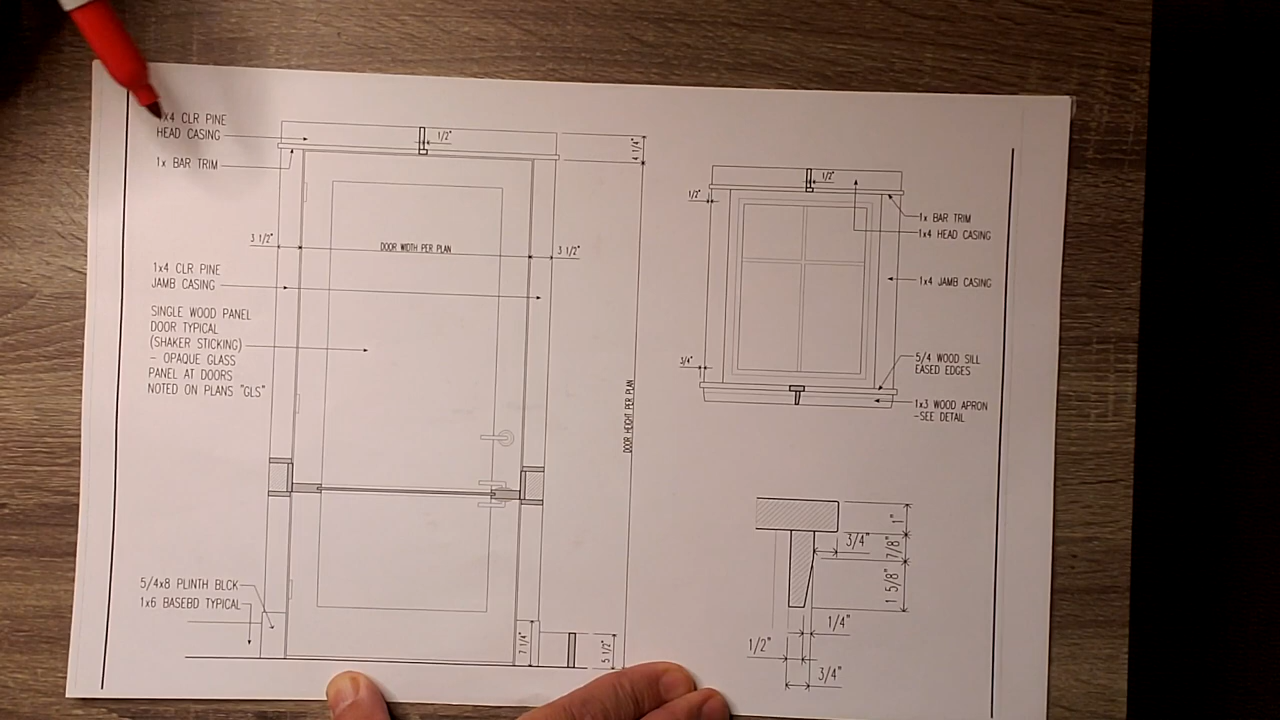 1x4 CLR PINE
HEAD CASING
1x BAR TRIM
1/2"
4 1/4"
3 1/2"
DOOR WIDTH PER PLAN
3 1/2"
1x4 CLR PINE
JAMB CASING
SINGLE WOOD PANEL
DOOR TYPICAL
(SHAKER STICKING)
- OPAQUE GLASS
PANEL AT DOORS
NOTED ON PLANS "GLS"
DOOR HEIGHT PER PLAN
5/4x8 PLINTH BLCK
1x6 BASEBD TYPICAL
7 1/4"
5 1/2"
1/2"
1/2"
1x BAR TRIM
1x4 HEAD CASING
1x4 JAMB CASING
3/4"
5/4 WOOD SILL
EASED EDGES
1x3 WOOD APRON
-SEE DETAIL
1"
3/4"
7/8"
1 5/8"
1/4"
1/2"
3/4"